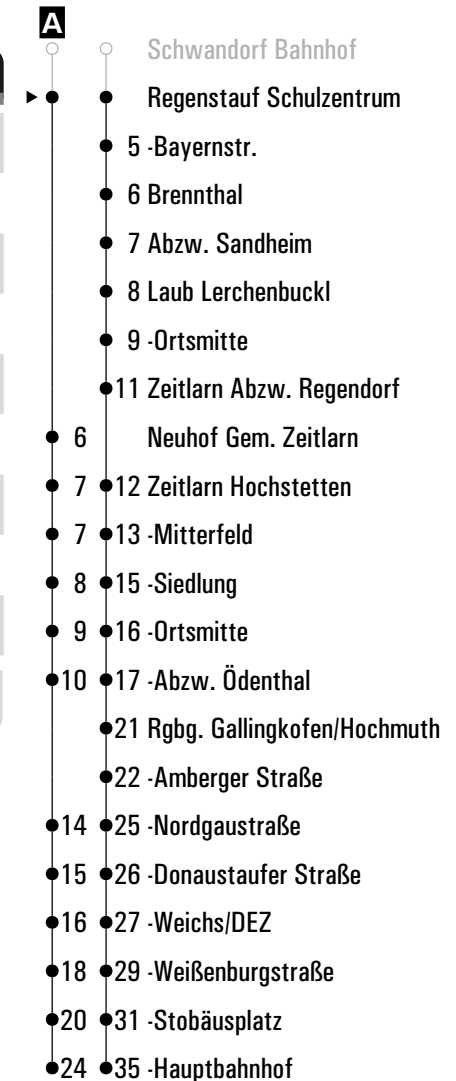 A
Schwandorf Bahnhof
Regenstauf Schulzentrum
5 -Bayernstr.
6 Brennthal
7 Abzw. Sandheim
8 Laub Lerchenbuckl
9 -Ortsmitte
11 Zeitlarn Abzw. Regendorf
6 Neuhof Gem. Zeitlarn
7 12 Zeitlarn Hochstetten
7 13 -Mitterfeld
8 15 -Siedlung
9 16 -Ortsmitte
10 17 -Abzw. Ödenthal
21 Rgbg. Gallingkofen/Hochmuth
22 -Amberger Straße
14 25 -Nordgaustraße
15 26 -Donaustaufer Straße
16 27 -Weichs/DEZ
18 29 -Weißenburgstraße
20 31 -Stobäusplatz
24 35 -Hauptbahnhof